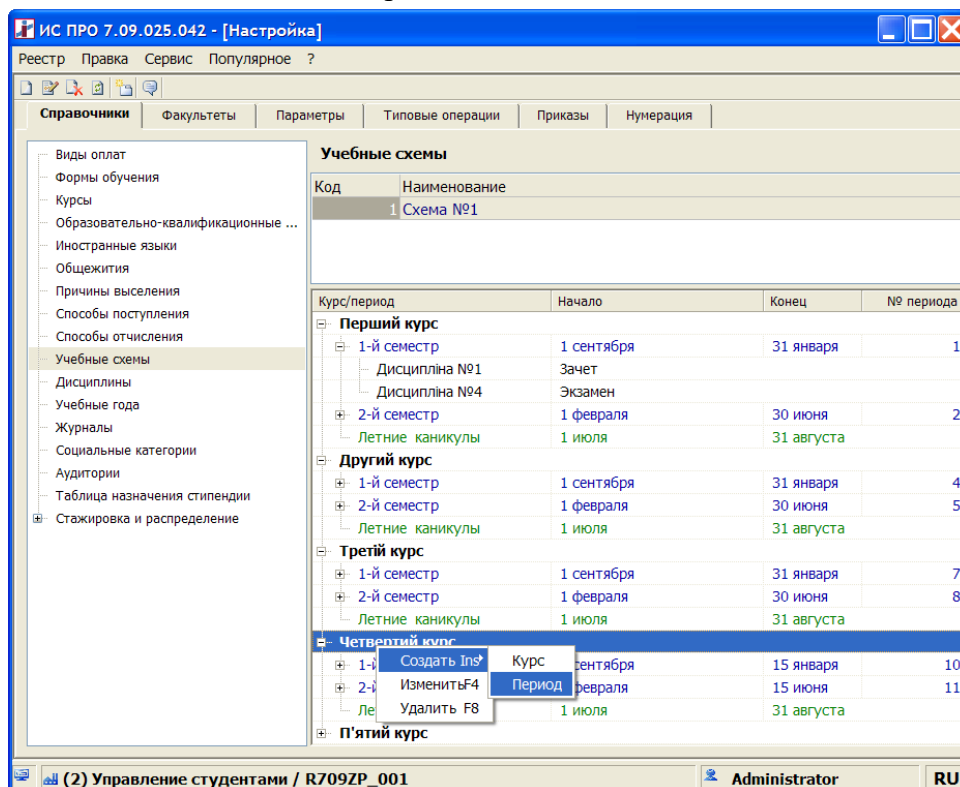 ИС ПРО 7.09.025.042 - [Настройка]
Реестр Правка Сервис Популярное ?
Справочники Факультеты Параметры Типовые операции Приказы Нумерация
Виды оплат
Формы обучения
Курсы
Образовательно-квалификационные ...
Иностранные языки
Общежития
Причины выселения
Способы поступления
Способы отчисления
Учебные схемы
Дисциплины
Учебные года
Журналы
Социальные категории
Аудитории
Таблица назначения стипендии
Стажировка и распределение
Учебные схемы
Код Наименование
1 Схема №1
Курс/период Начало Конец № периода
Перший курс
1-й семестр 1 сентября 31 января 1
Дисципліна №1 Зачет
Дисципліна №4 Экзамен
2-й семестр 1 февраля 30 июня 2
Летние каникулы 1 июля 31 августа
Другий курс
1-й семестр 1 сентября 31 января 4
2-й семестр 1 февраля 30 июня 5
Летние каникулы 1 июля 31 августа
Третій курс
1-й семестр 1 сентября 31 января 7
2-й семестр 1 февраля 30 июня 8
Летние каникулы 1 июля 31 августа
Четвертий курс
1-й сентября 15 января 10
2-й февраля 15 июня 11
Ле 1 июля 31 августа
П'ятий курс
Создать Ins
Изменить F4
Удалить F8
Курс
Период
(2) Управление студентами / R709ZP_001 Administrator RU